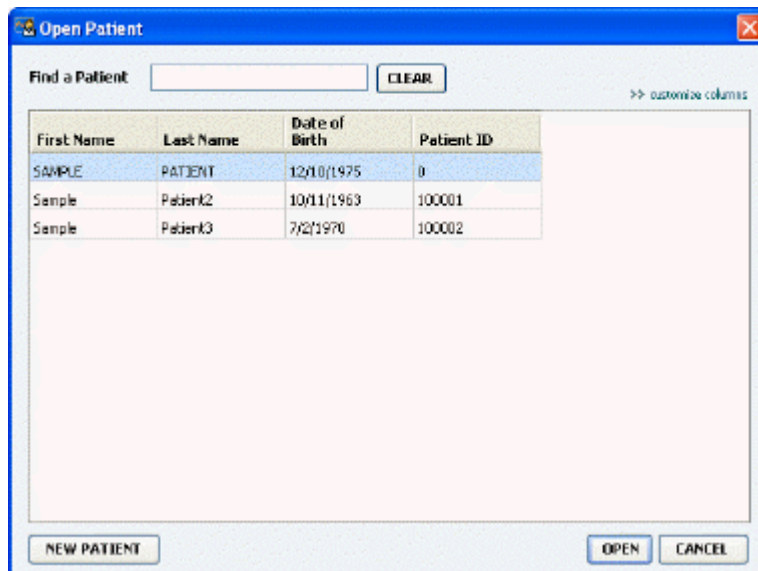 Open Patient
Find a Patient CLEAR
>> customize columns
First Name Last Name Date of Birth Patient ID
SAMPLE PATIENT 12/10/1975 0
Sample Patient2 10/11/1963 100001
Sample Patient3 7/2/1970 100002
NEW PATIENT OPEN CANCEL